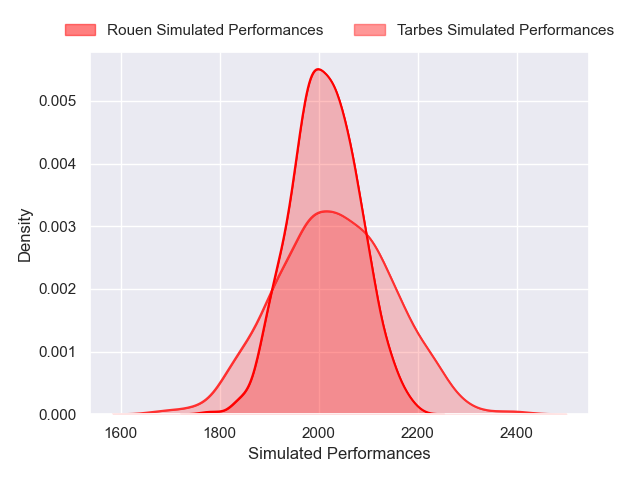 Rouen Simulated Performances Tarbes Simulated Performances
0.005
0.004
0.003
0.002
0.001
0.000
Density
1600 1800 2000 2200 2400
Simulated Performances